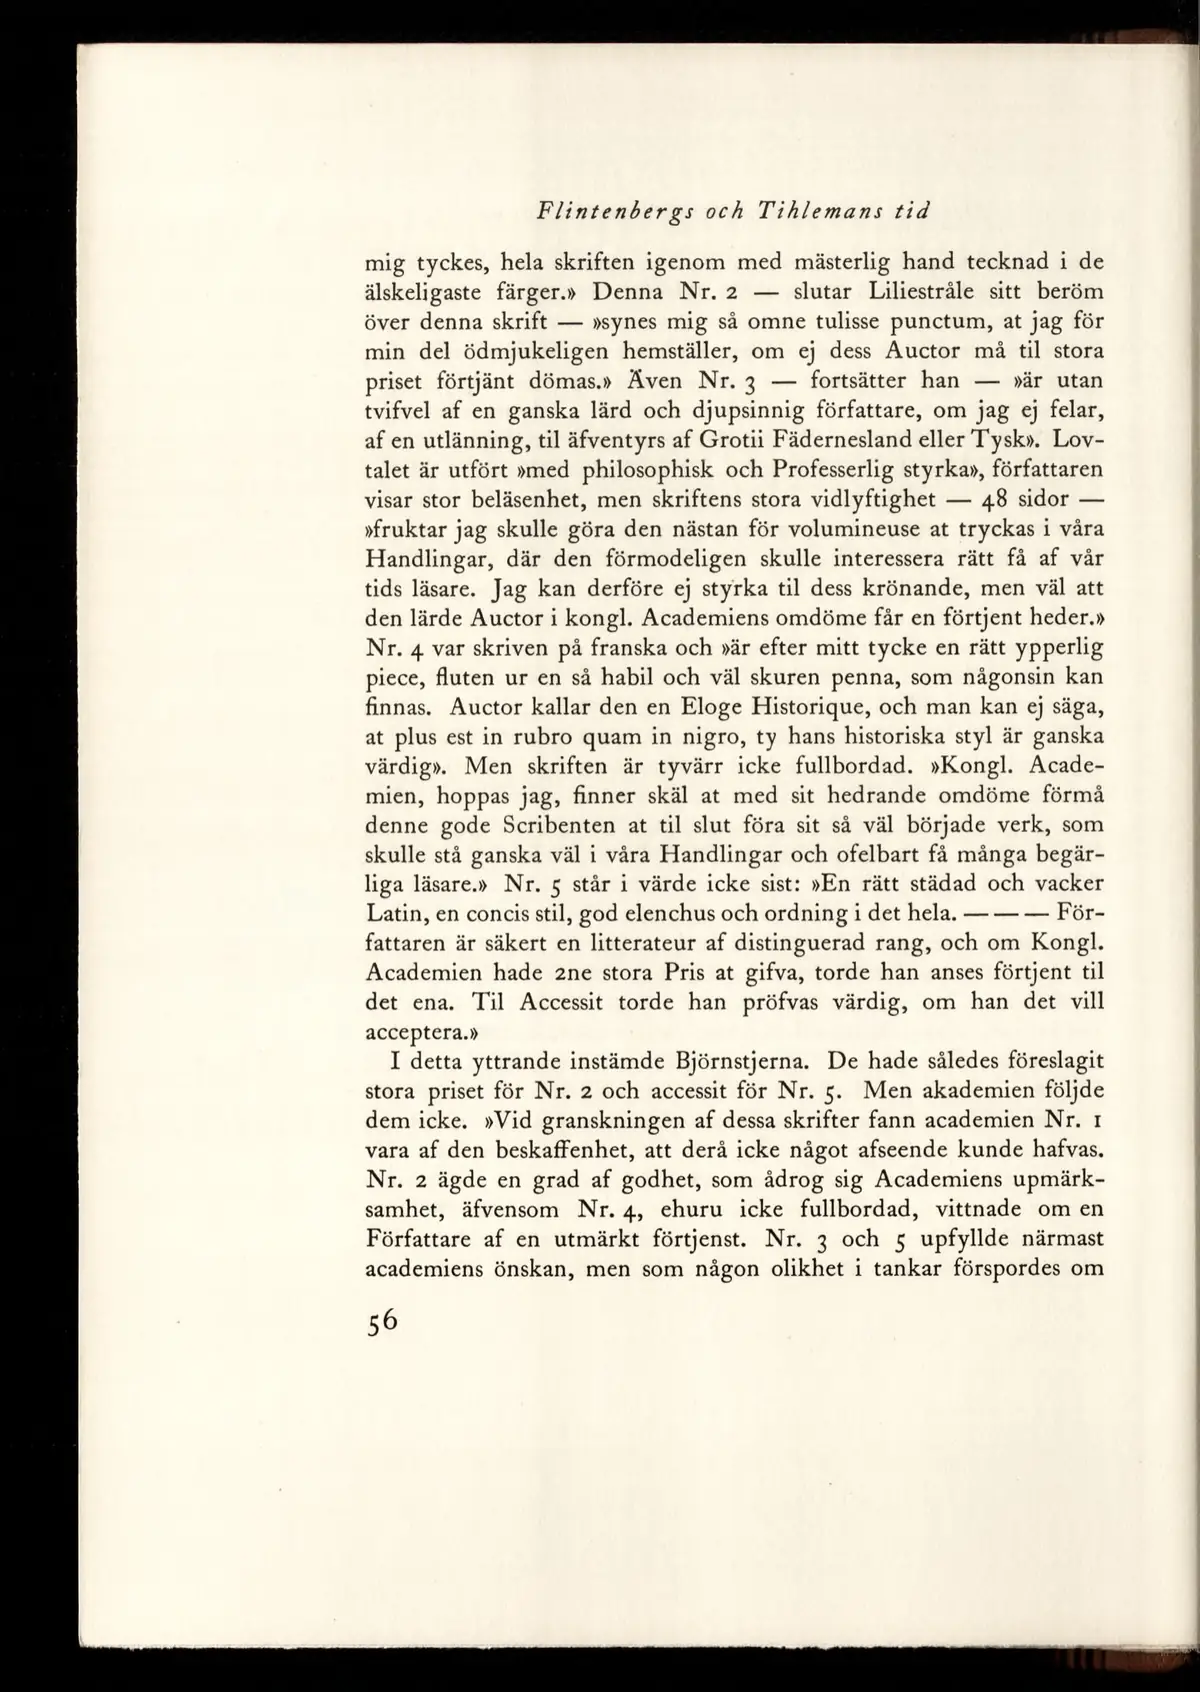 Flintenbergs och Tihlemans tid
mig tyckes, hela skriften igenom med mästerlig hand tecknad i de
älskeligaste färger.» Denna Nr. 2 — slutar Liliestråle sitt beröm
över denna skrift — »synes mig så omne tulisse punctum, at jag för
min del ödmjukeligen hemställer, om ej dess Auctor må til stora
priset förtjänt dömas.» Även Nr. 3 — fortsätter han — »är utan
tvifvel af en ganska lärd och djupsinnig författare, om jag ej felar,
af en utlänning, til äfventyrs af Grotii Fädernesland eller Tysk». Lov-
talet är utfört »med philosophisk och Professerlig styrka», författaren
visar stor beläsenhet, men skriftens stora vidlyftighet — 48 sidor —
»fruktar jag skulle göra den nästan för volumineuse at tryckas i våra
Handlingar, där den förmodeligen skulle interessera rätt få af vår
tids läsare. Jag kan derföre ej styrka til dess krönande, men väl att
den lärde Auctor i kongl. Academiens omdöme får en förtjent heder.»
Nr. 4 var skriven på franska och »är efter mitt tycke en rätt ypperlig
piece, fluten ur en så habil och väl skuren penna, som någonsin kan
finnas. Auctor kallar den en Eloge Historique, och man kan ej säga,
at plus est in rubro quam in nigro, ty hans historiska styl är ganska
värdig». Men skriften är tyvärr icke fullbordad. »Kongl. Acade-
mien, hoppas jag, finner skäl at med sit hedrande omdöme förmå
denne gode Scribenten at til slut föra sit så väl började verk, som
skulle stå ganska väl i våra Handlingar och ofelbart få många begär-
liga läsare.» Nr. 5 står i värde icke sist: »En rätt städad och vacker
Latin, en concis stil, god elenchus och ordning i det hela. — — — För-
fattaren är säkert en litterateur af distinguerad rang, och om Kongl.
Academien hade 2ne stora Pris at gifva, torde han anses förtjent til
det ena. Til Accessit torde han pröfvas värdig, om han det vill
acceptera.»
I detta yttrande instämde Björnstjerna. De hade således föreslagit
stora priset för Nr. 2 och accessit för Nr. 5. Men akademien följde
dem icke. »Vid granskningen af dessa skrifter fann academien Nr. 1
vara af den beskaffenhet, att derå icke något afseende kunde hafvas.
Nr. 2 ägde en grad af godhet, som ådrog sig Academiens upmärk-
samhet, äfvensom Nr. 4, ehuru icke fullbordad, vittnade om en
Författare af en utmärkt förtjenst. Nr. 3 och 5 upfyllde närmast
academiens önskan, men som någon olikhet i tankar förspordes om
56